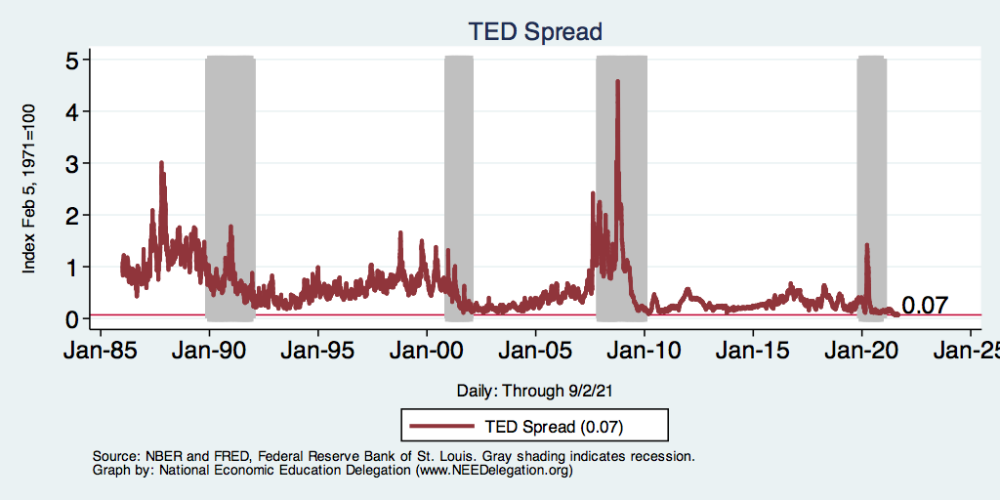 TED Spread
Index Feb 5, 1971=100
5
4
3
2
1
0
0.07
Jan-85 Jan-90 Jan-95 Jan-00 Jan-05 Jan-10 Jan-15 Jan-20 Jan-25
Daily: Through 9/2/21
TED Spread (0.07)
Source: NBER and FRED, Federal Reserve Bank of St. Louis. Gray shading indicates recession.
Graph by: National Economic Education Delegation (www.NEEDelegation.org)